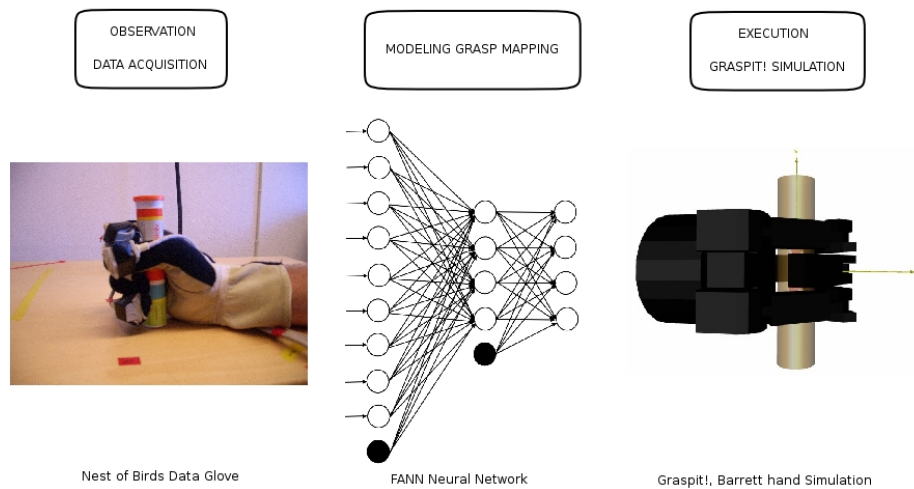 OBSERVATION
DATA ACQUISITION
MODELING GRASP MAPPING
EXECUTION
GRASPIT! SIMULATION
Nest of Birds Data Glove
FANN Neural Network
Graspit!, Barrett hand Simulation